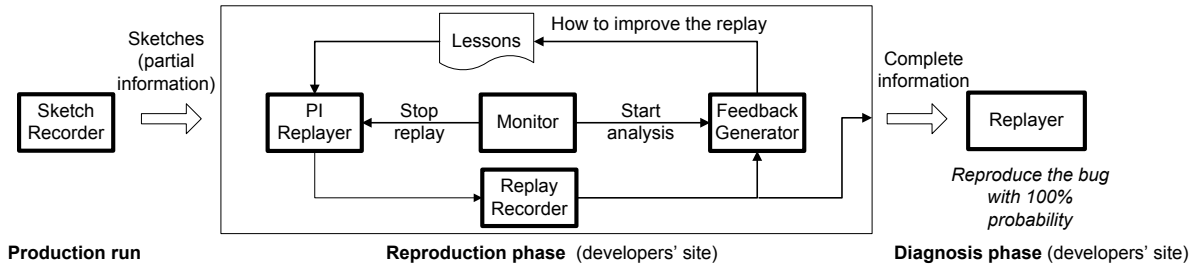 Sketches
(partial
information)
Sketch
Recorder
How to improve the replay
Lessons
PI
Replayer
Stop
replay
Monitor
Start
analysis
Feedback
Generator
Replay
Recorder
Complete
information
Replayer
Reproduce the bug
with 100%
probability
Production run
Reproduction phase (developers' site)
Diagnosis phase (developers' site)